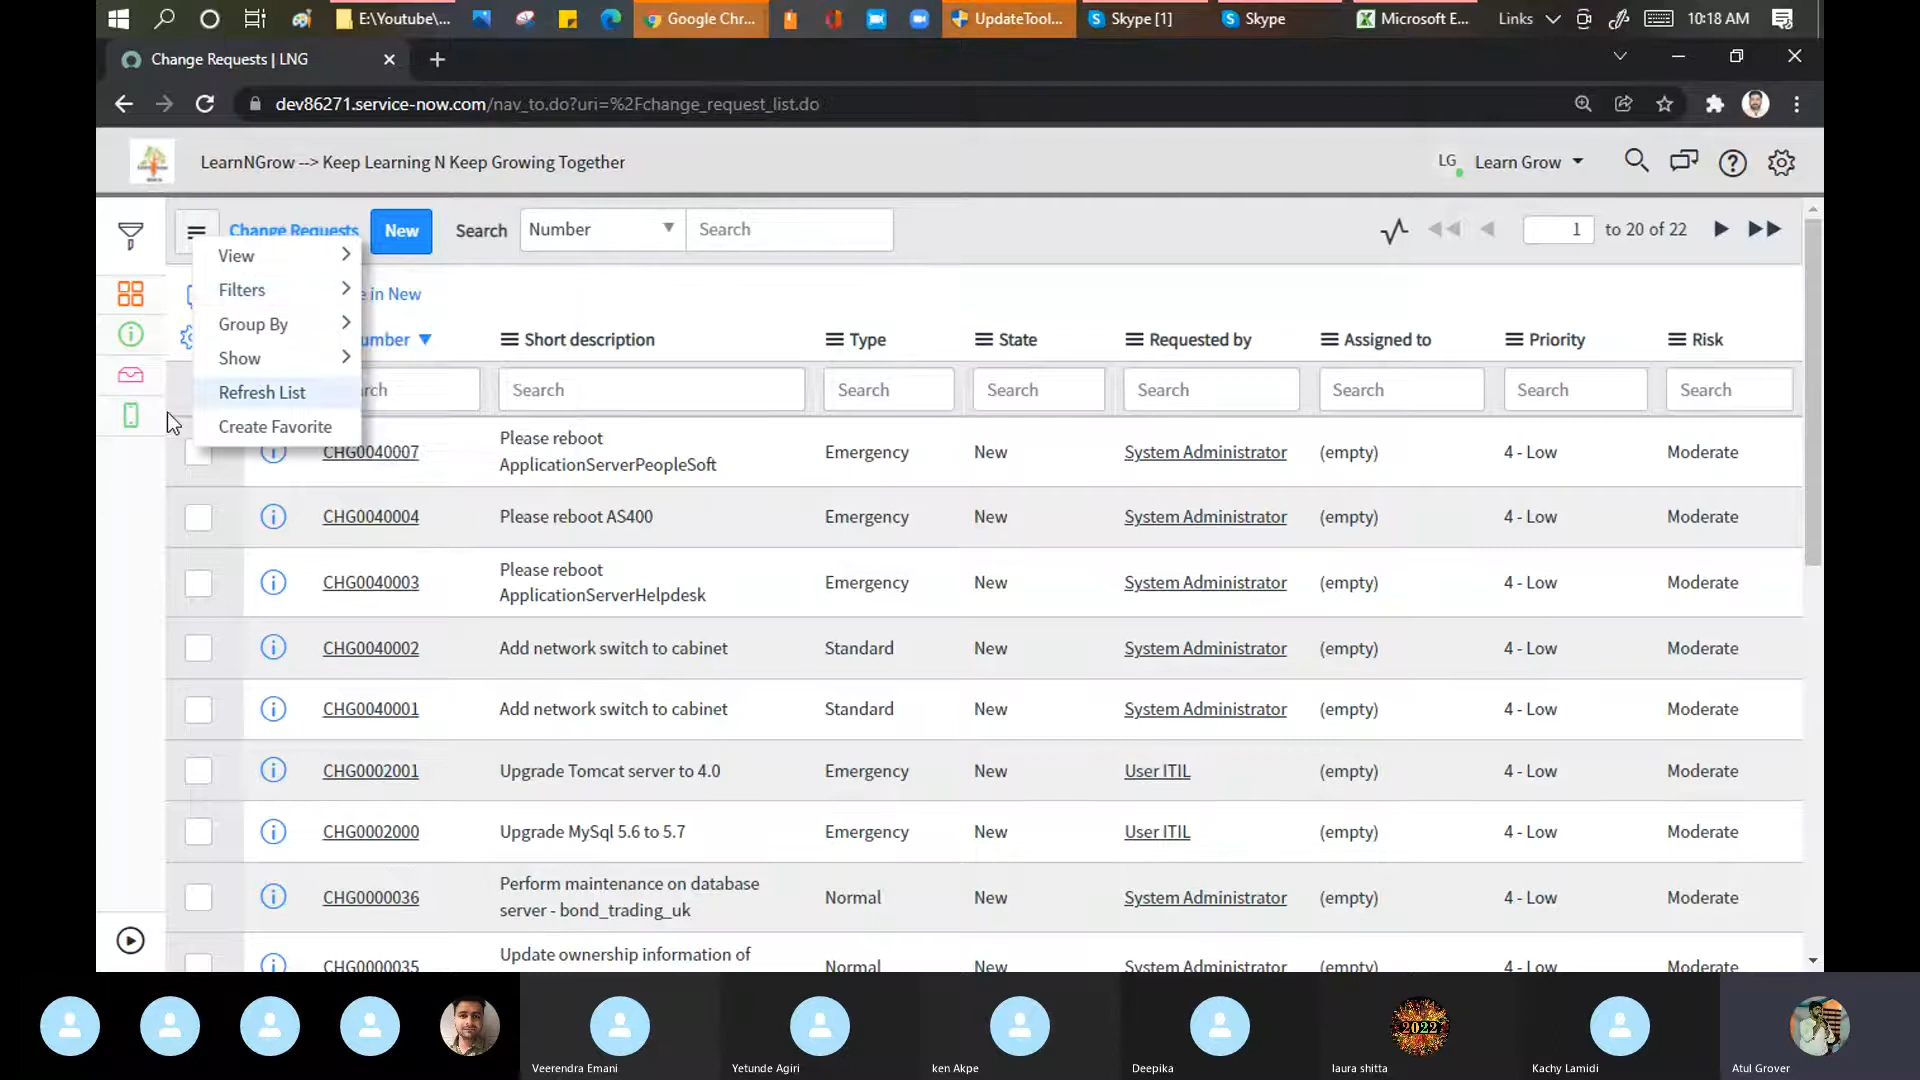 E:\Youtube\...
Google Chr...
UpdateTool...
Skype [1]
Skype
Microsoft E...
Links
10:18 AM
Change Requests | LNG
dev86271.service-now.com/nav_to.do?uri=%2Fchange_request_list.do
LearnNGrow --> Keep Learning N Keep Growing Together
LG
Learn Grow
Change Requests
New
Search
Number
Search
1
to 20 of 22
View
Filters
Group By
Show
Refresh List
Create Favorite
in New
Short description
Type
State
Requested by
Assigned to
Priority
Risk
Search Search Search Search Search Search Search
CHG0040007 Please reboot ApplicationServerPeopleSoft Emergency New System Administrator (empty) 4 - Low Moderate
CHG0040004 Please reboot AS400 Emergency New System Administrator (empty) 4 - Low Moderate
CHG0040003 Please reboot ApplicationServerHelpdesk Emergency New System Administrator (empty) 4 - Low Moderate
CHG0040002 Add network switch to cabinet Standard New System Administrator (empty) 4 - Low Moderate
CHG0040001 Add network switch to cabinet Standard New System Administrator (empty) 4 - Low Moderate
CHG0002001 Upgrade Tomcat server to 4.0 Emergency New User ITIL (empty) 4 - Low Moderate
CHG0002000 Upgrade MySql 5.6 to 5.7 Emergency New User ITIL (empty) 4 - Low Moderate
CHG0000036 Perform maintenance on database server - bond_trading_uk Normal New System Administrator (empty) 4 - Low Moderate
CHG0000035 Update ownership information of Normal New System Administrator (empty) 4 - Low Moderate
2022
Veerendra Emani
Yetunde Agiri
ken Akpe
Deepika
laura shitta
Kachy Lamidi
Atul Grover